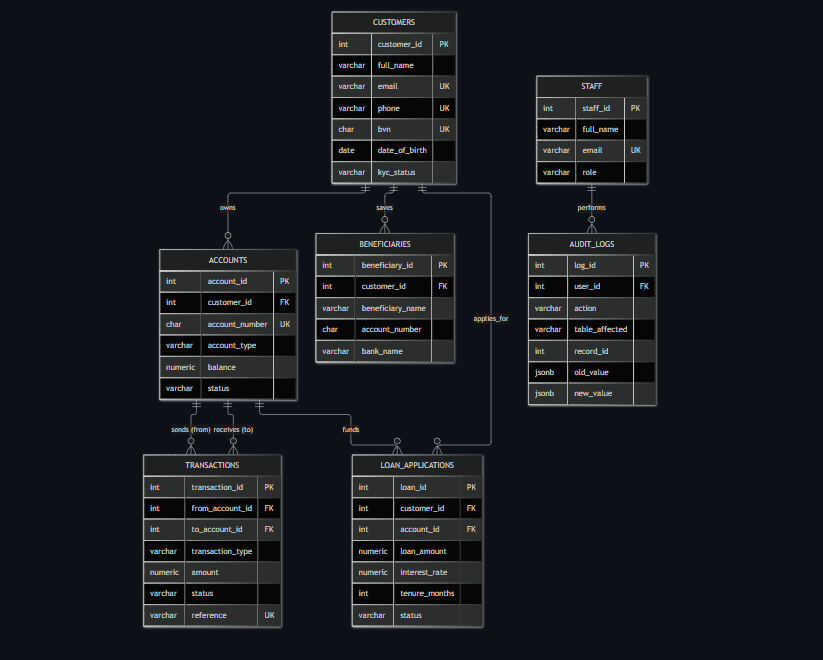 CUSTOMERS
int customer_id PK
varchar full_name
varchar email UK
varchar phone UK
char bvn UK
date date_of_birth
varchar kyc_status
STAFF
int staff_id PK
varchar full_name
varchar email UK
varchar role
owns
saves
performs
applies_for
ACCOUNTS
int account_id PK
int customer_id FK
char account_number UK
varchar account_type
numeric balance
varchar status
BENEFICIARIES
int beneficiary_id PK
int customer_id FK
varchar beneficiary_name
char account_number
varchar bank_name
AUDIT_LOGS
int log_id PK
int user_id FK
varchar action
varchar table_affected
int record_id
jsonb old_value
jsonb new_value
sends (from)
receives (to)
funds
TRANSACTIONS
int transaction_id PK
int from_account_id FK
int to_account_id FK
varchar transaction_type
numeric amount
varchar status
varchar reference UK
LOAN_APPLICATIONS
int loan_id PK
int customer_id FK
int account_id FK
numeric loan_amount
numeric interest_rate
int tenure_months
varchar status